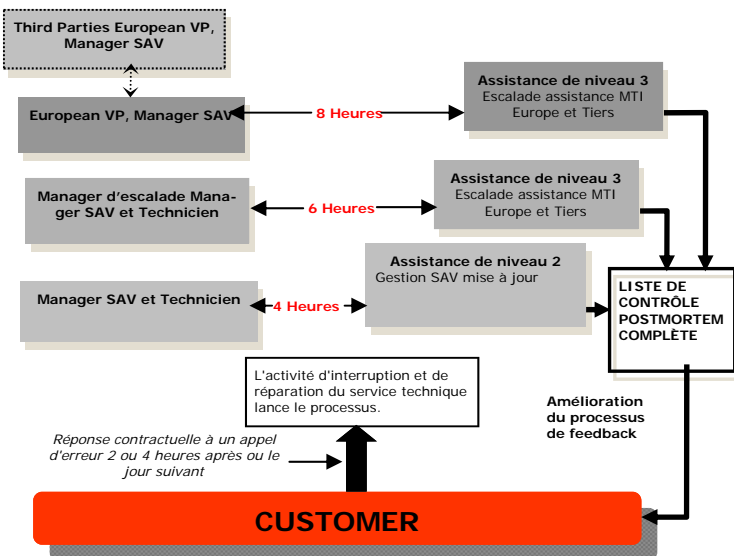 Third Parties European VP,
Manager SAV
European VP, Manager SAV
8 Heures
Assistance de niveau 3
Escalade assistance MTI
Europe et Tiers
Manager d'escalade Mana-
ger SAV et Technicien
6 Heures
Assistance de niveau 3
Escalade assistance MTI
Europe et Tiers
Manager SAV et Technicien
4 Heures
Assistance de niveau 2
Gestion SAV mise à jour
LISTE DE
CONTRÔLE
POSTMORTEM
COMPLÈTE
L'activité d'interruption et de
réparation du service technique
lance le processus.
Amélioration
du processus
de feedback
Réponse contractuelle à un appel
d'erreur 2 ou 4 heures après ou le
jour suivant
CUSTOMER